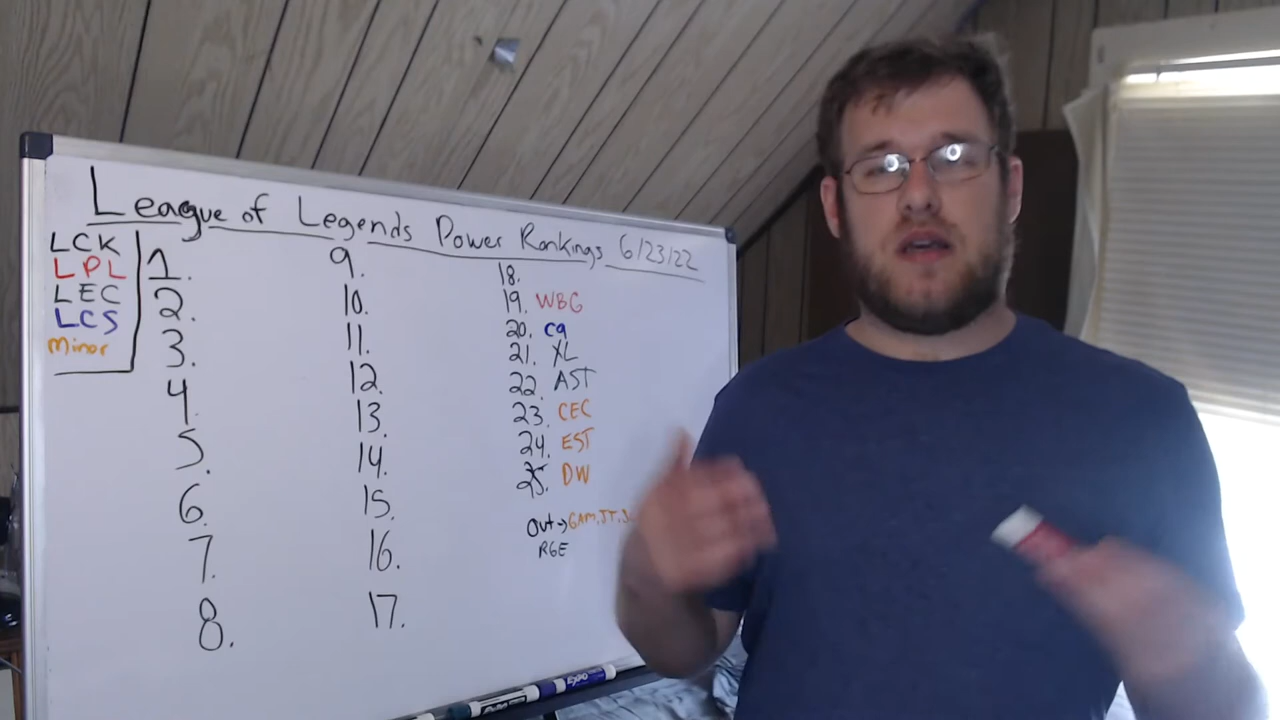 League of Legends Power Rankings 6/23/22
LCK
LPL
LEC
LCS
Minor
1.
2.
3.
4.
5.
6.
7.
8.
9.
10.
11.
12.
13.
14.
15.
16.
17.
18.
19. WBG
20. C9
21. XL
22. AST
23. CEC
24. EST
25. DW
Out → GAM, JT,
RGE
EXPO